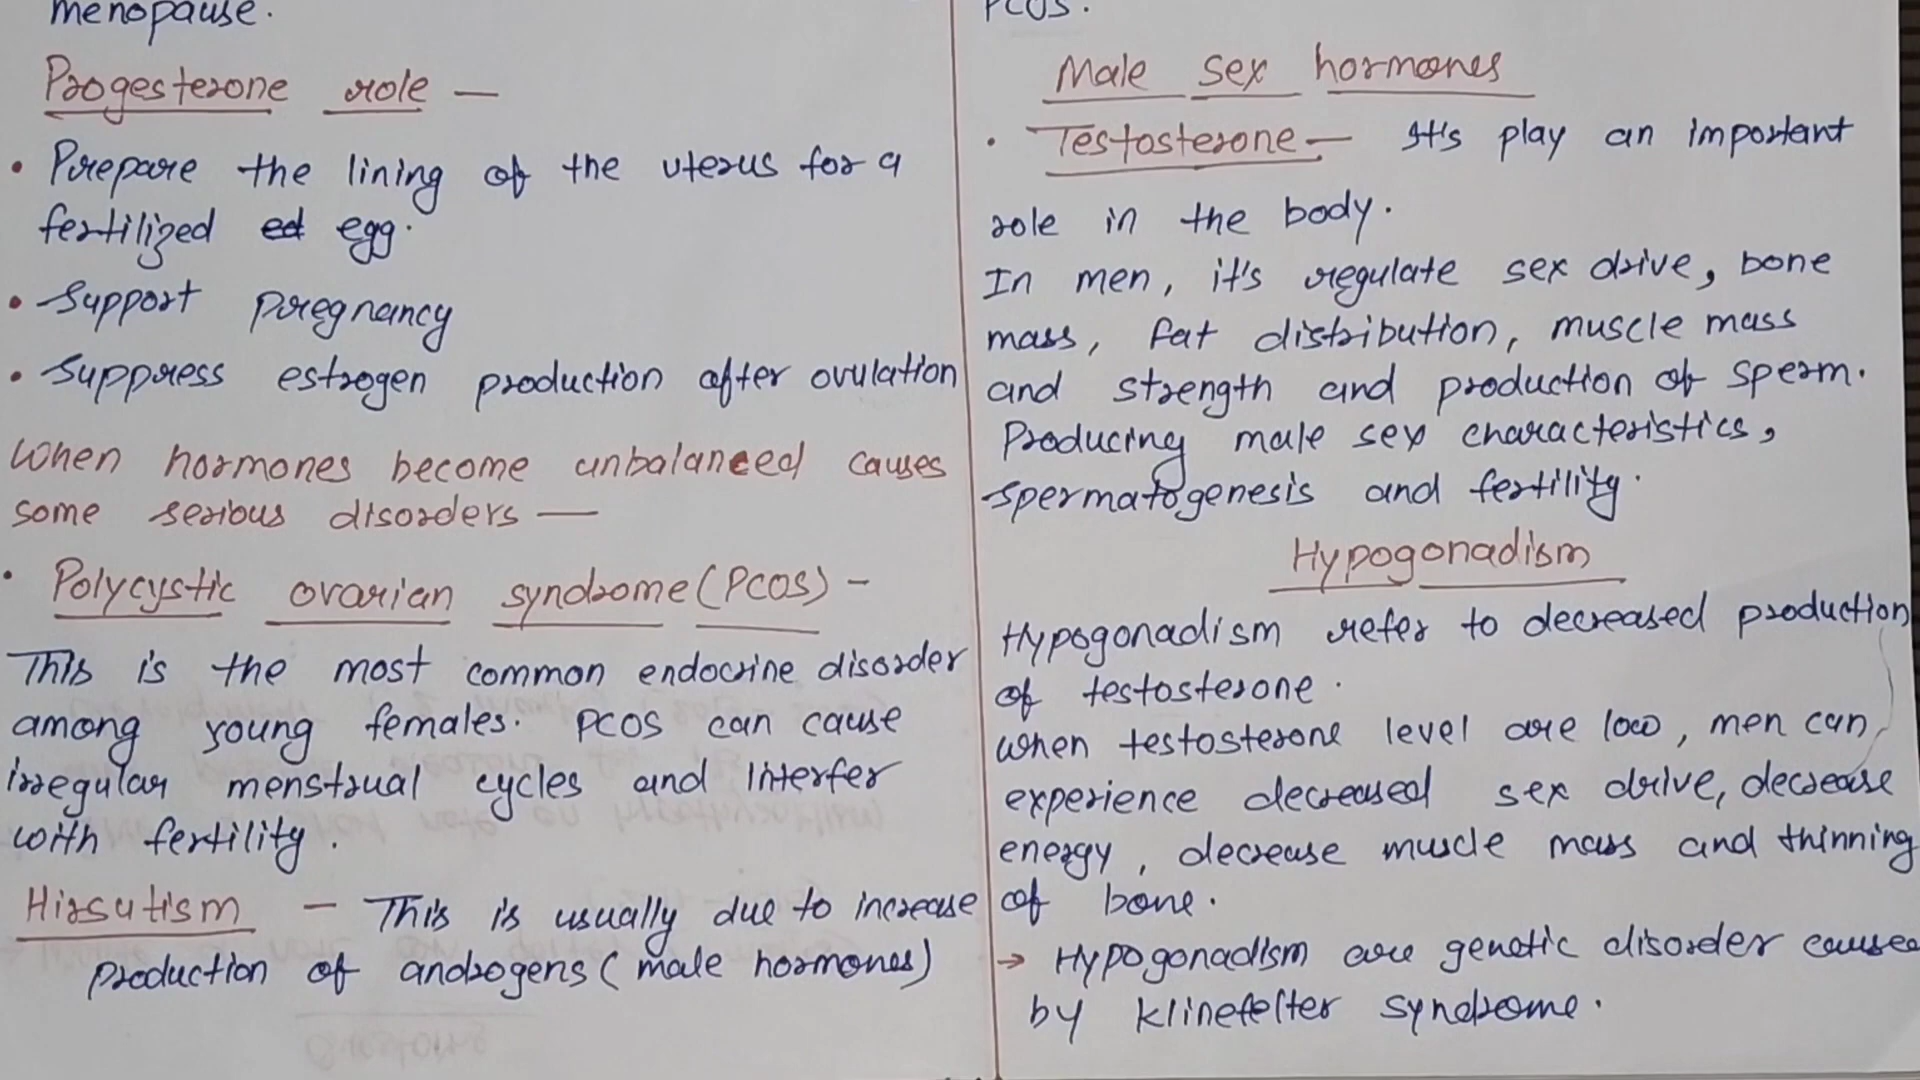 menopause.
Progesterone role —
• Prepare the lining of the uterus for a
fertilized ed egg.
• Support pregnancy
• Suppress estrogen production after ovulation
When hormones become unbalanced causes
some serious disorders —
• Polycystic ovarian syndrome (PCOS) –
This is the most common endocrine disorder
among young females. PCOS can cause
irregular menstrual cycles and interfer
with fertility.
Hirsutism – This is usually due to increase
production of androgens (male hormones)
PCOS.
Male sex hormones
• Testosterone — It's play an important
role in the body.
In men, it's regulate sex drive, bone
mass, fat distribution, muscle mass
and strength and production of sperm.
Producing male sex characteristics,
spermatogenesis and fertility.
Hypogonadism
Hypogonadism refer to decreased production
of testosterone.
when testosterone level are low, men can
experience decreased sex drive, decrease
energy, decrease muscle mass and thinning
of bone.
→ Hypogonadism are genetic disorder cause
by Klinefelter syndrome.